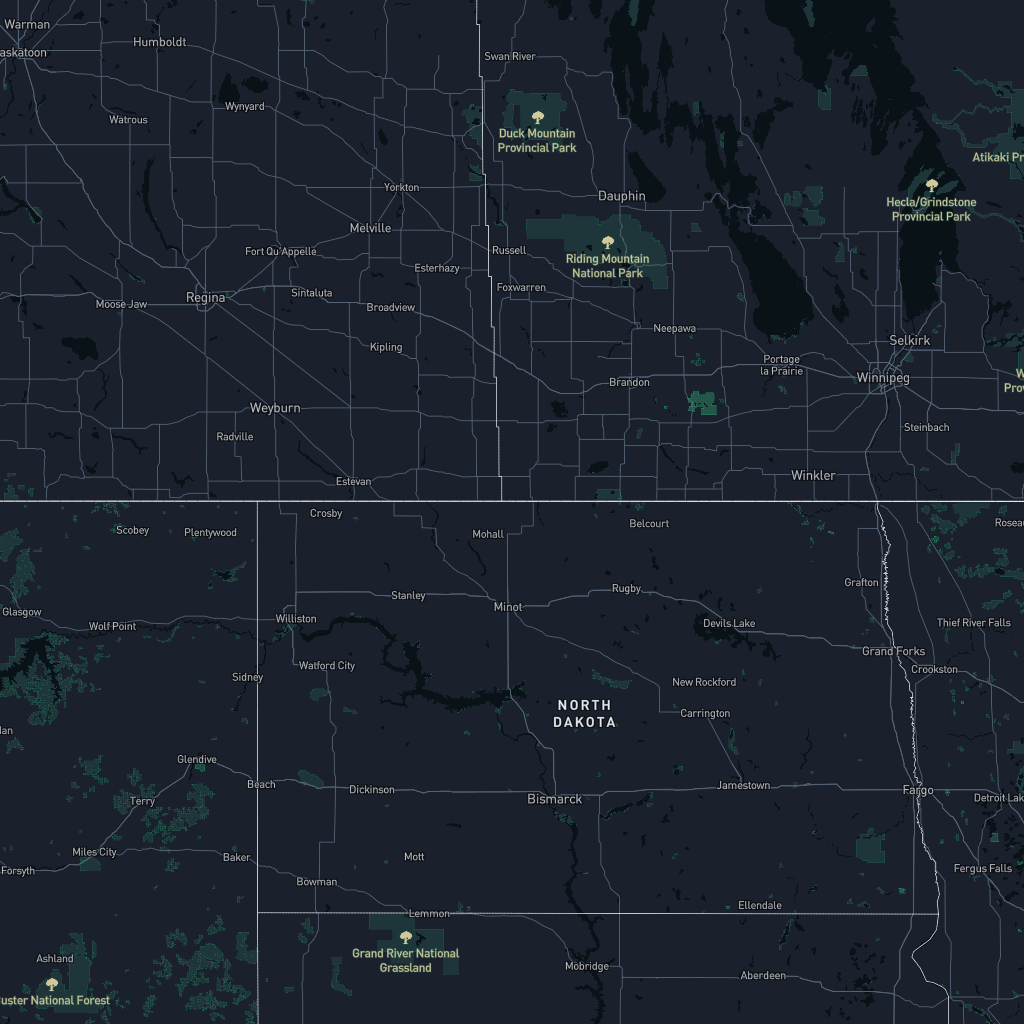 Warman
Humboldt
askatoon
Swan River
Wynyard
Watrous
Duck Mountain
Provincial Park
Atikaki Pr
Yorkton
Dauphin
Hecla/Grindstone
Provincial Park
Melville
Fort Qu'Appelle
Russell
Riding Mountain
National Park
Esterhazy
Foxwarren
Regina
Sintaluta
Moose Jaw
Broadview
Neepawa
Selkirk
Kipling
Portage
la Prairie
Winnipeg
W
Prov
Brandon
Weyburn
Steinbach
Radville
Winkler
Estevan
Crosby
Scobey
Plentywood
Mohall
Belcourt
Rosea
Grafton
Stanley
Rugby
Minot
Glasgow
Wolf Point
Williston
Devils Lake
Thief River Falls
Grand Forks
Watford City
Crookston
Sidney
New Rockford
NORTH
DAKOTA
Carrington
dan
Glendive
Beach
Dickinson
Jamestown
Fargo
Terry
Bismarck
Detroit Lak
Miles City
Baker
Mott
Forsyth
Fergus Falls
Bowman
Ellendale
Lemmon
Grand River National
Grassland
Ashland
Mobridge
Aberdeen
uster National Forest